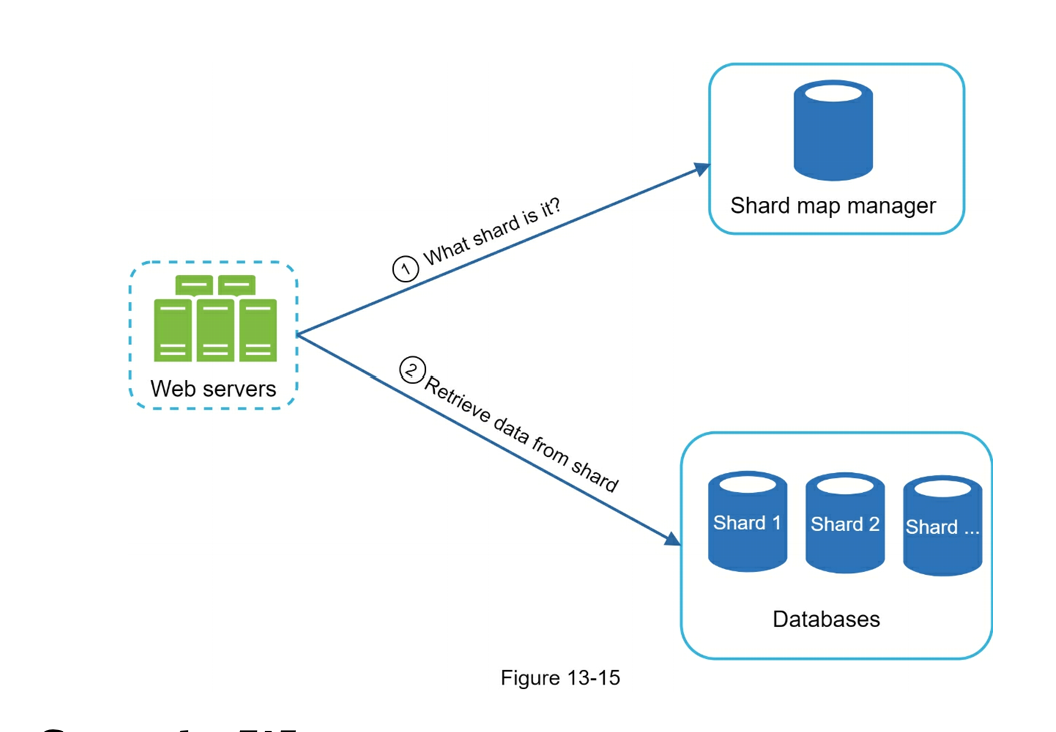 Shard map manager
① What shard is it?
Web servers
② Retrieve data from shard
Shard 1
Shard 2
Shard ...
Databases
Figure 13-15